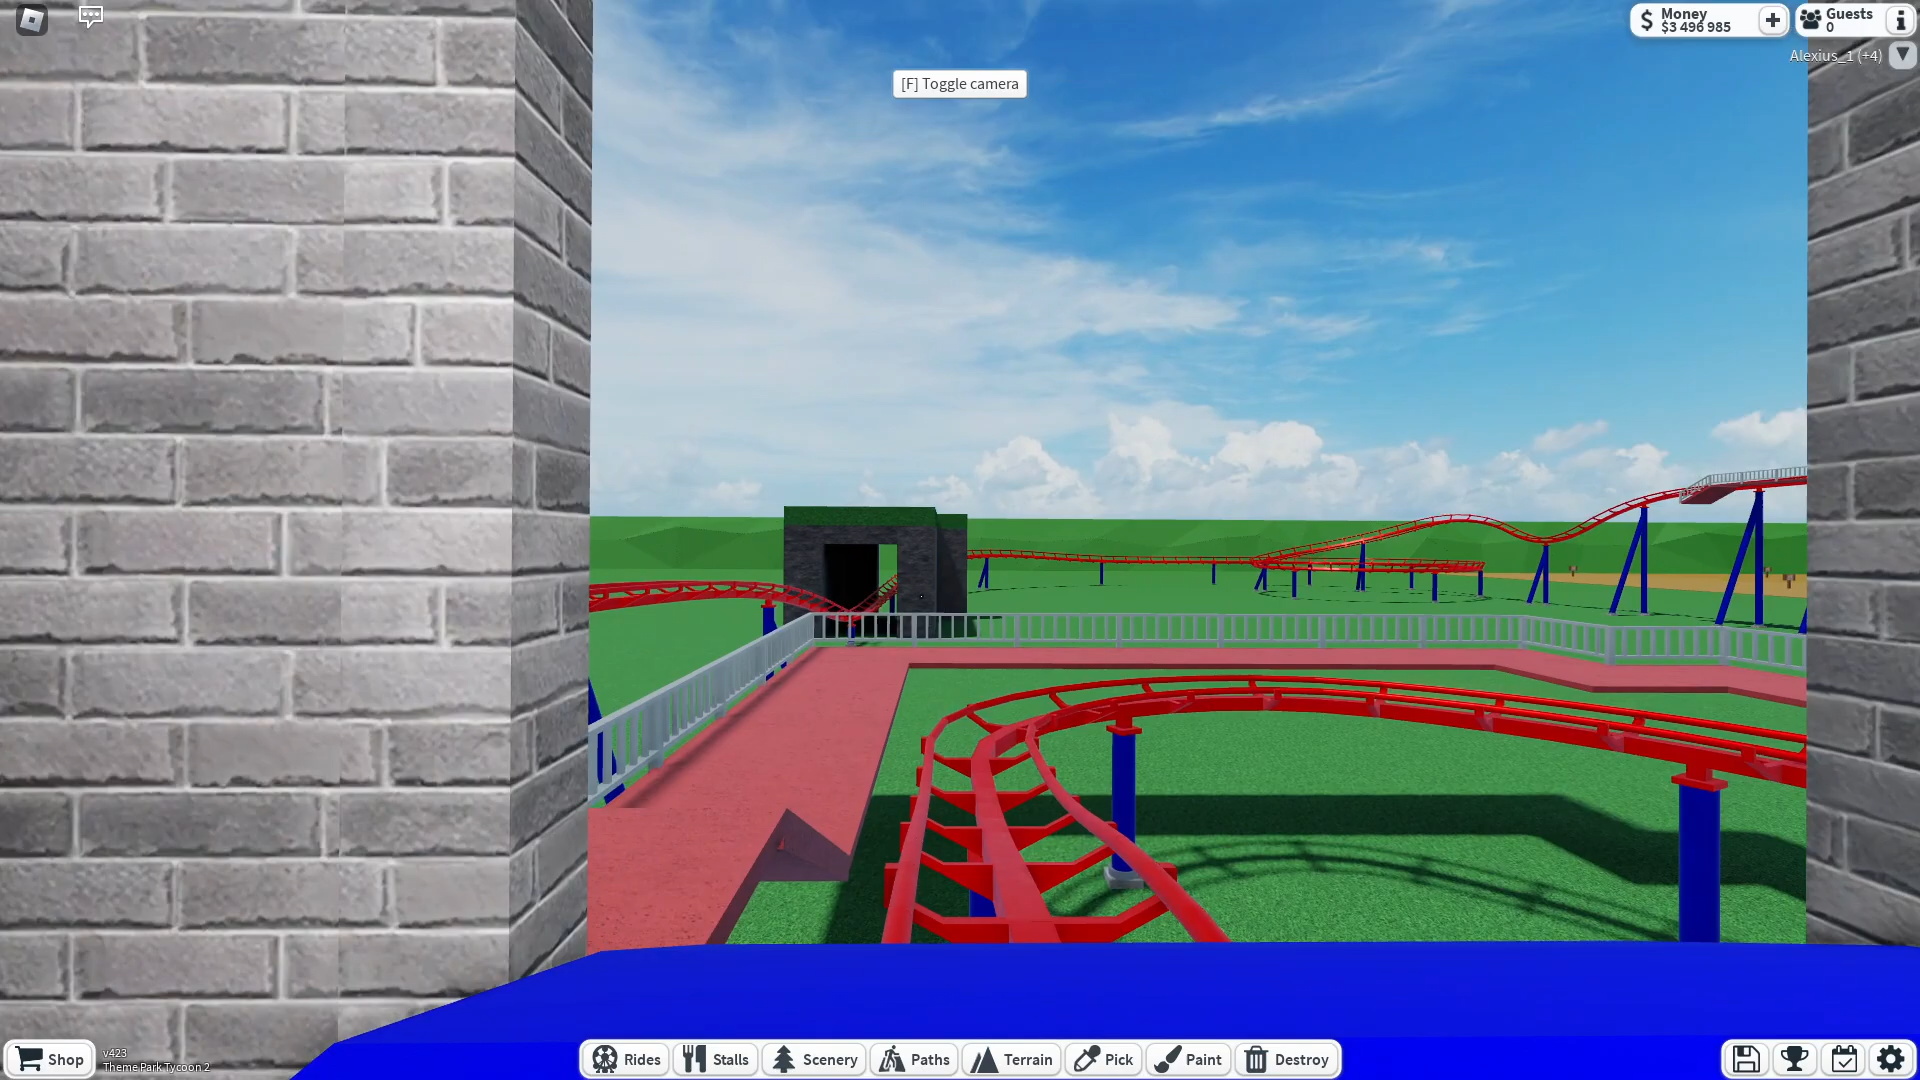 Money
$3 496 985
Guests
0
Alexius_1 (+4)
[F] Toggle camera
Shop
v423
Theme Park Tycoon 2
Rides
Stalls
Scenery
Paths
Terrain
Pick
Paint
Destroy